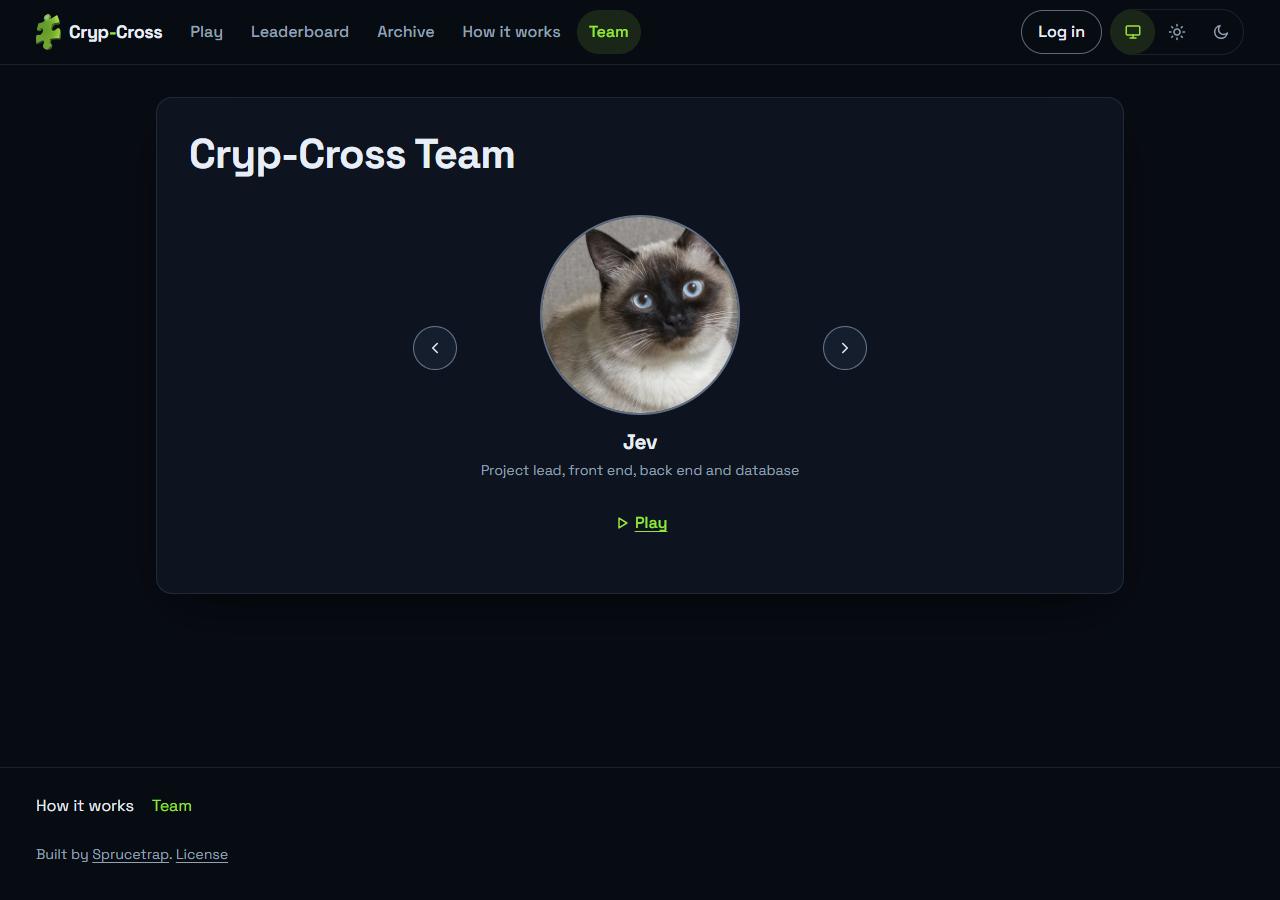 Cryp-Cross Play Leaderboard Archive How it works Team Log in
Cryp-Cross Team
Jev
Project lead, front end, back end and database
Play
How it works Team
Built by Sprucetrap. License